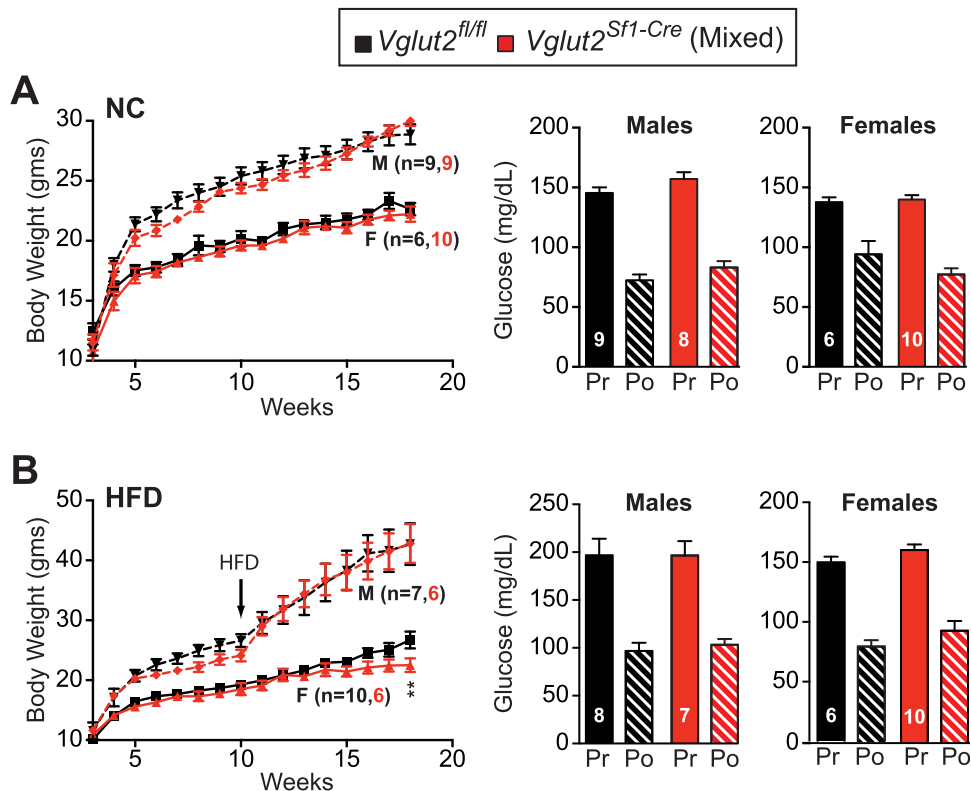 Vglut2fl/fl Vglut2Sf1-Cre (Mixed)
A
NC
Body Weight (gms)
30
25
20
15
10
5 10 15 20
Weeks
M (n=9,9)
F (n=6,10)
Males
Glucose (mg/dL)
200
150
100
50
0
9 8
Pr Po Pr Po
Females
200
150
100
50
0
6 10
Pr Po Pr Po
B
HFD
Body Weight (gms)
50
40
30
20
10
5 10 15 20
Weeks
HFD
M (n=7,6)
F (n=10,6)
**
Males
Glucose (mg/dL)
250
200
150
100
50
0
8 7
Pr Po Pr Po
Females
200
150
100
50
0
6 10
Pr Po Pr Po